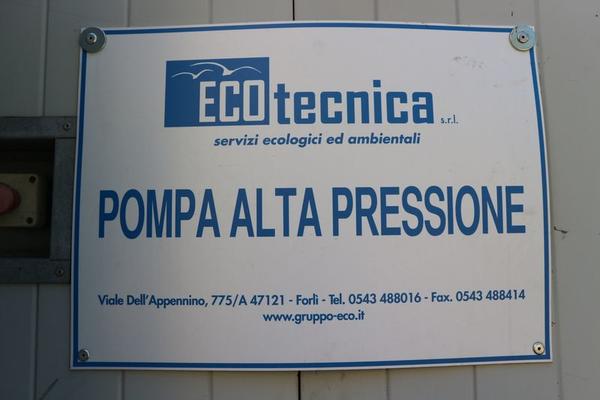 ECOtecnica s.r.l.
servizi ecologici ed ambientali
POMPA ALTA PRESSIONE
Viale Dell'Appennino, 775/A 47121 - Forlì - Tel. 0543 488016 - Fax. 0543 488414
www.gruppo-eco.it